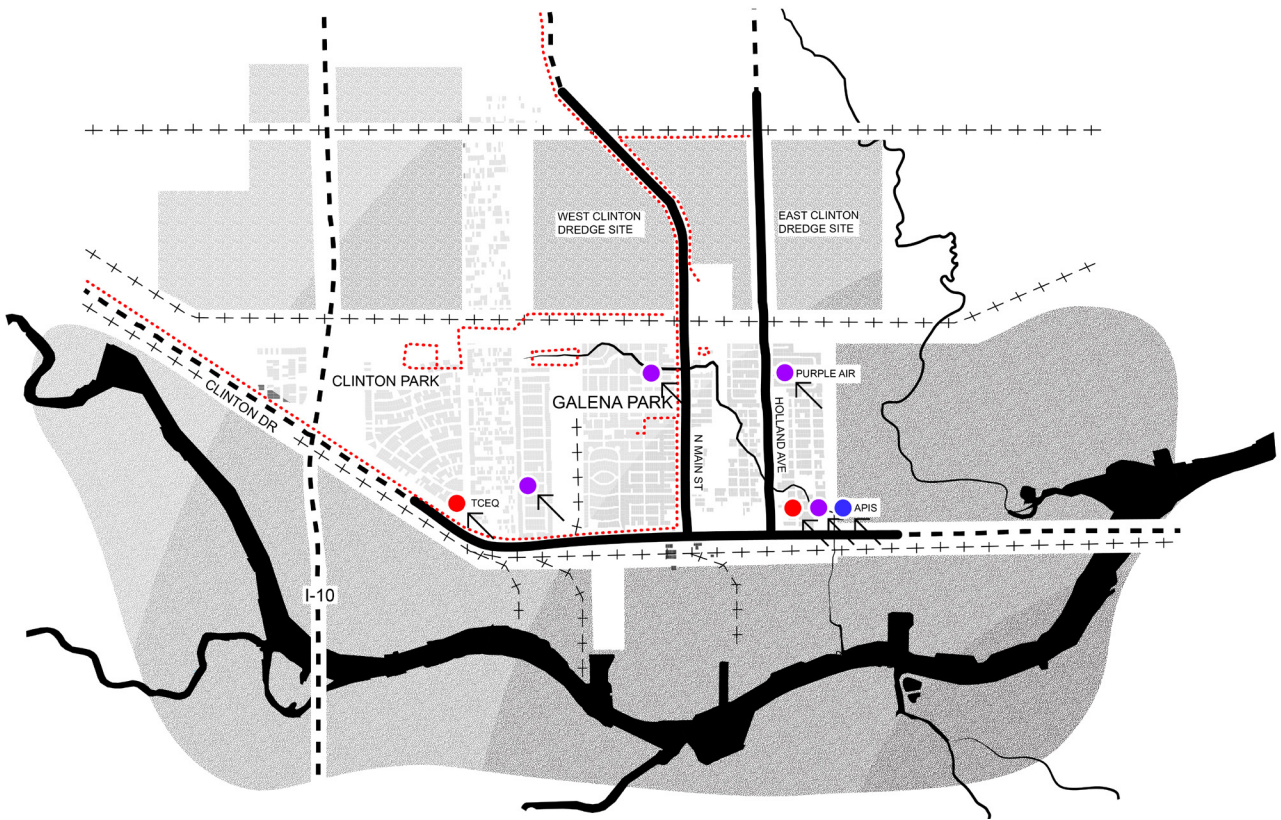 WEST CLINTON
DREDGE SITE
EAST CLINTON
DREDGE SITE
CLINTON PARK
PURPLE AIR
CLINTON DR
GALENA PARK
HOLLAND AVE
N MAIN ST
TCEQ
APIS
I-10